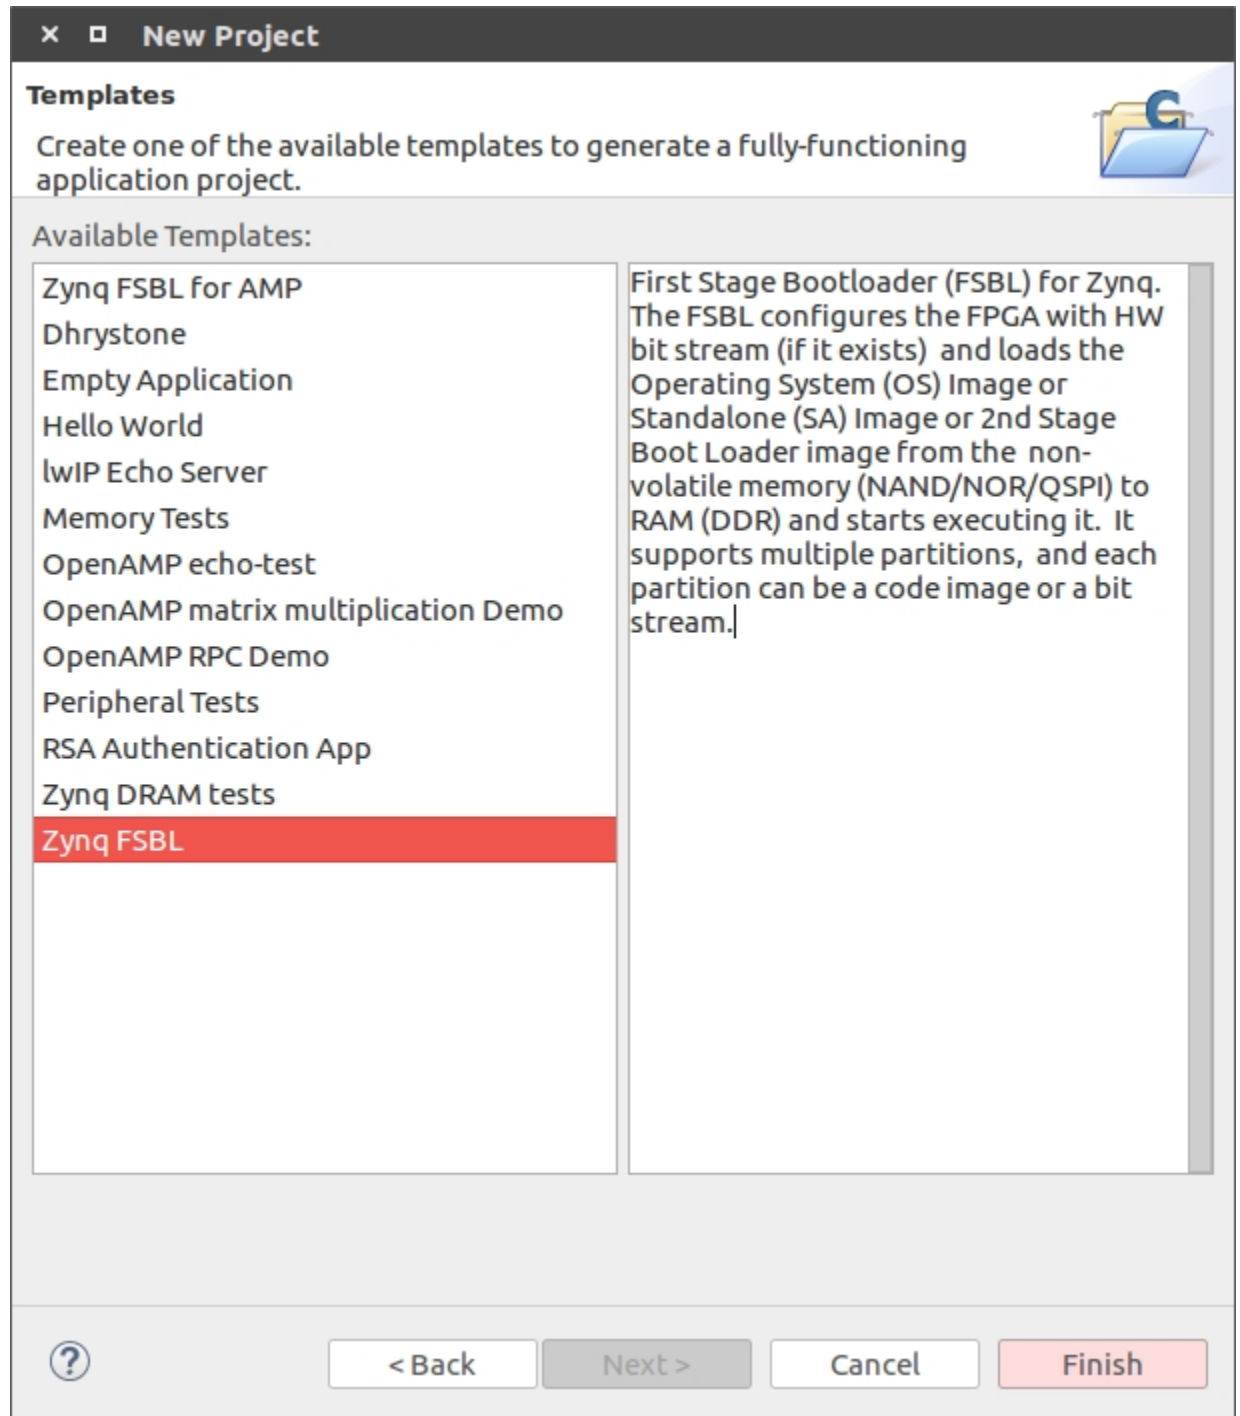 New Project
Templates
Create one of the available templates to generate a fully-functioning
application project.
Available Templates:
Zynq FSBL for AMP
Dhrystone
Empty Application
Hello World
lwIP Echo Server
Memory Tests
OpenAMP echo-test
OpenAMP matrix multiplication Demo
OpenAMP RPC Demo
Peripheral Tests
RSA Authentication App
Zynq DRAM tests
Zynq FSBL
First Stage Bootloader (FSBL) for Zynq.
The FSBL configures the FPGA with HW
bit stream (if it exists)  and loads the
Operating System (OS) Image or
Standalone (SA) Image or 2nd Stage
Boot Loader image from the  non-
volatile memory (NAND/NOR/QSPI) to
RAM (DDR) and starts executing it.  It
supports multiple partitions,  and each
partition can be a code image or a bit
stream.
?
< Back
Next >
Cancel
Finish